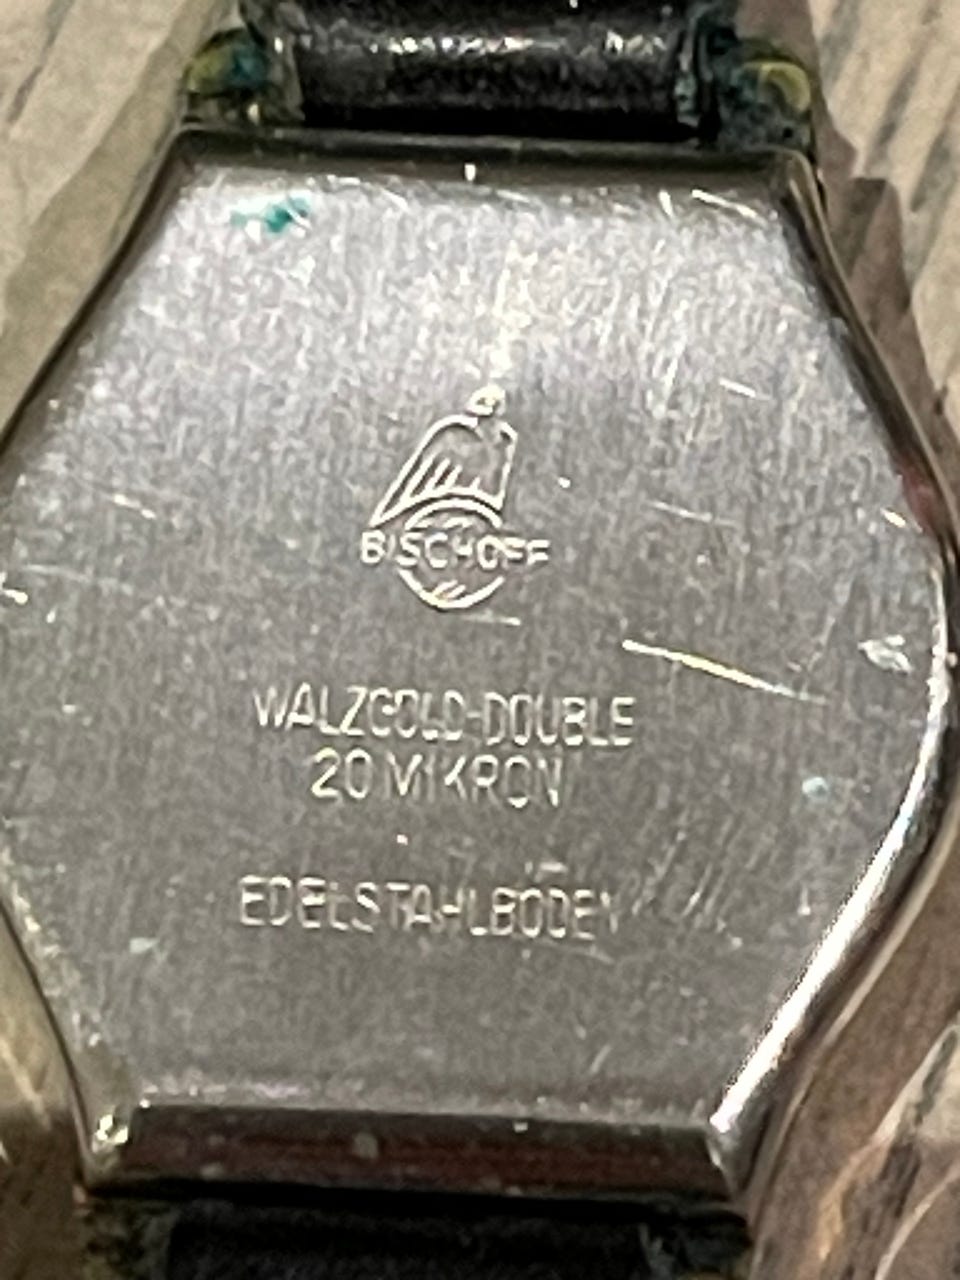 BISCHOFF
WALZGOLD-DOUBLE
20 MIKRON
EDELSTAHLBODEN